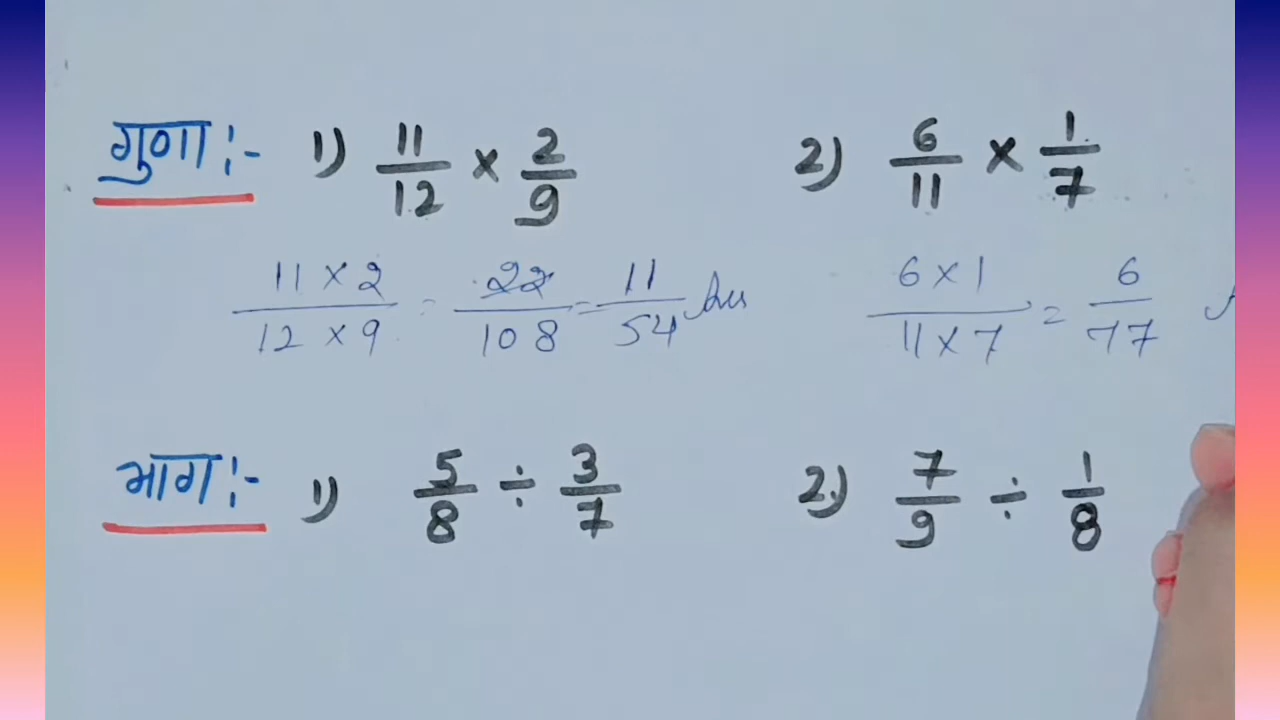 गुणा :- 1) 11/12 × 2/9 2) 6/11 × 1/7
11 × 2 / 12 × 9 = 22/108 = 11/54 Ans 6 × 1 / 11 × 7 = 6/77
भाग :- 1) 5/8 ÷ 3/7 2.) 7/9 ÷ 1/8